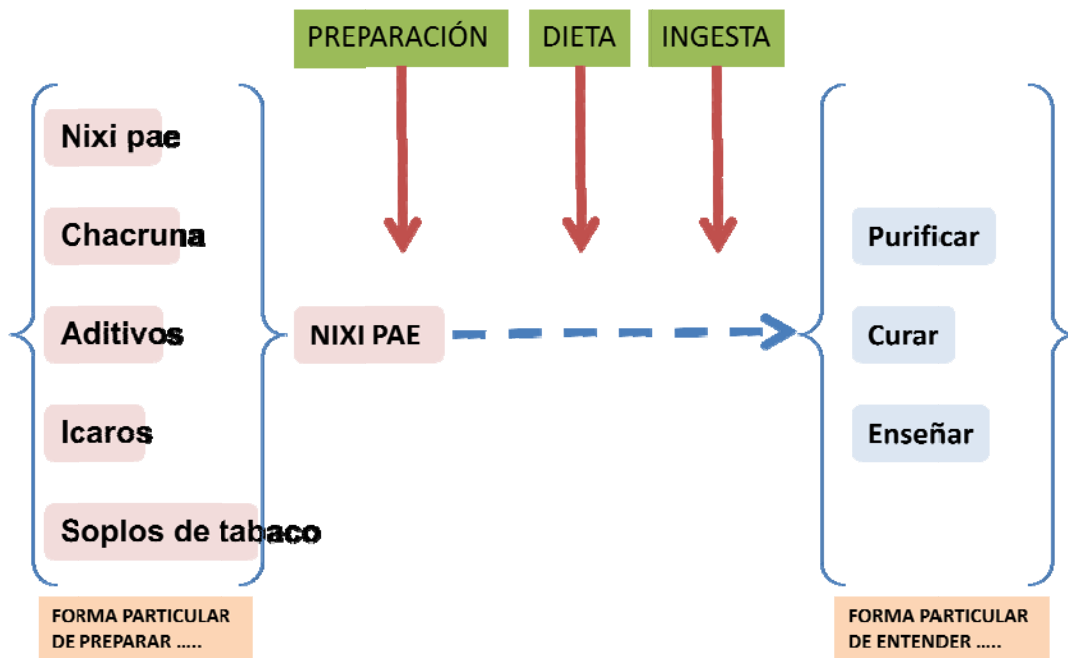 PREPARACIÓN
DIETA
INGESTA
Nixi pae
Chacruna
Aditivos
Icaros
Soplos de tabaco
NIXI PAE
Purificar
Curar
Enseñar
FORMA PARTICULAR
DE PREPARAR .....
FORMA PARTICULAR
DE ENTENDER .....